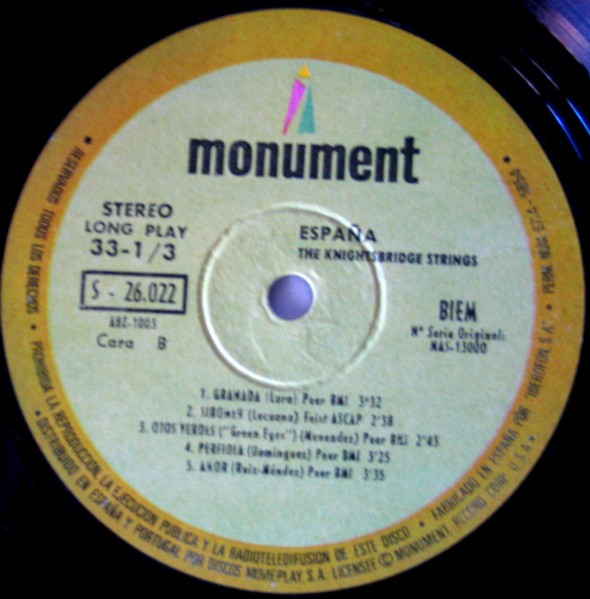 monument
STEREO
LONG PLAY
33-1/3
S - 26.022
Cara B
ESPAÑA
THE KNIGHTSBRIDGE STRINGS
BIEM
Nº Serie Original:
MAS-13000
1. GRANADA (Lara) Peer BMI 3'32
2. SIBONEY (Lecuona) Feist ASCAP 2'38
3. OJOS VERDES ("Green Eyes") (Menendez) Peer BMI 2'45
4. PERFIDIA (Dominguez) Peer BMI 3'25
5. AMOR (Ruiz-Méndez) Peer BMI 3'35
• RESERVADOS TODOS LOS DERECHOS • PROHIBIDA LA REPRODUCCION, LA EJECUCION PUBLICA Y LA RADIOTELEDIFUSION DE ESTE DISCO • FABRICADO EN ESPAÑA POR "IBEROFON, S.A." •
• DISTRIBUIDO EN ESPAÑA Y PORTUGAL POR DISCOS MOVIEPLAY, S.A. LICENSEE © MONUMENT RECORD CORP. U.S.A. •